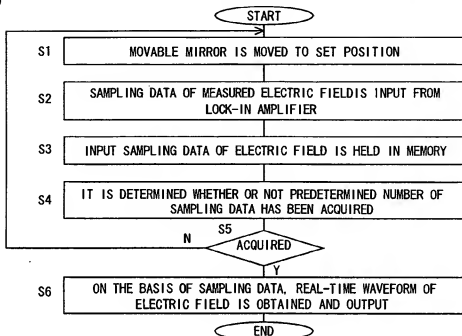 START
S1
MOVABLE MIRROR IS MOVED TO SET POSITION
S2
SAMPLING DATA OF MEASURED ELECTRIC FIELDIS INPUT FROM
LOCK-IN AMPLIFIER
S3
INPUT SAMPLING DATA OF ELECTRIC FIELD IS HELD IN MEMORY
S4
IT IS DETERMINED WHETHER OR NOT PREDETERMINED NUMBER OF
SAMPLING DATA HAS BEEN ACQUIRED
S5
N
ACQUIRED
Y
S6
ON THE BASIS OF SAMPLING DATA, REAL-TIME WAVEFORM OF
ELECTRIC FIELD IS OBTAINED AND OUTPUT
END